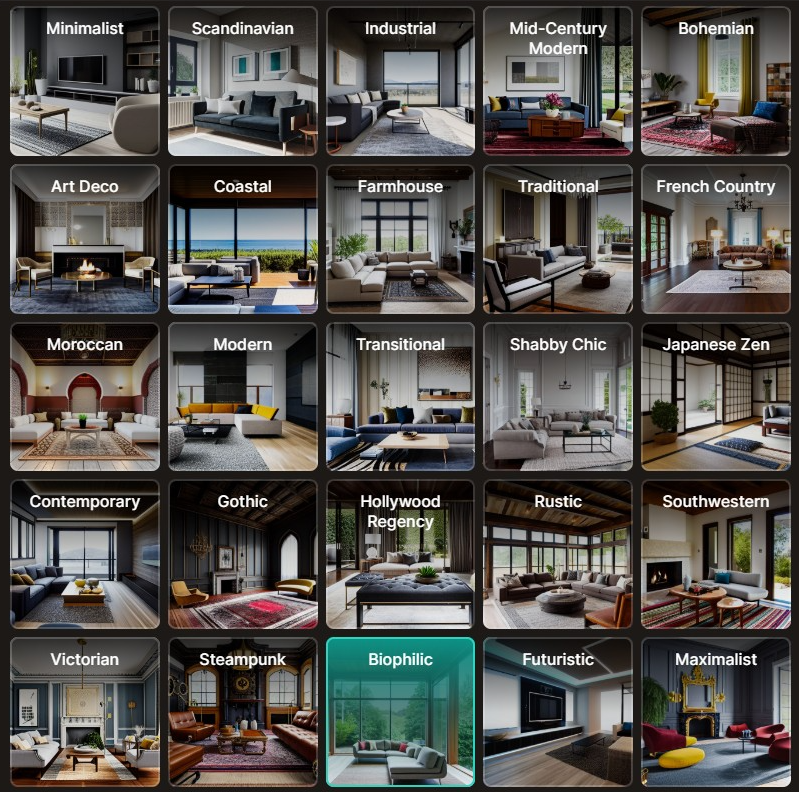 Minimalist
Scandinavian
Industrial
Mid-Century
Modern
Bohemian
Art Deco
Coastal
Farmhouse
Traditional
French Country
Moroccan
Modern
Transitional
Shabby Chic
Japanese Zen
Contemporary
Gothic
Hollywood
Regency
Rustic
Southwestern
Victorian
Steampunk
Biophilic
Futuristic
Maximalist